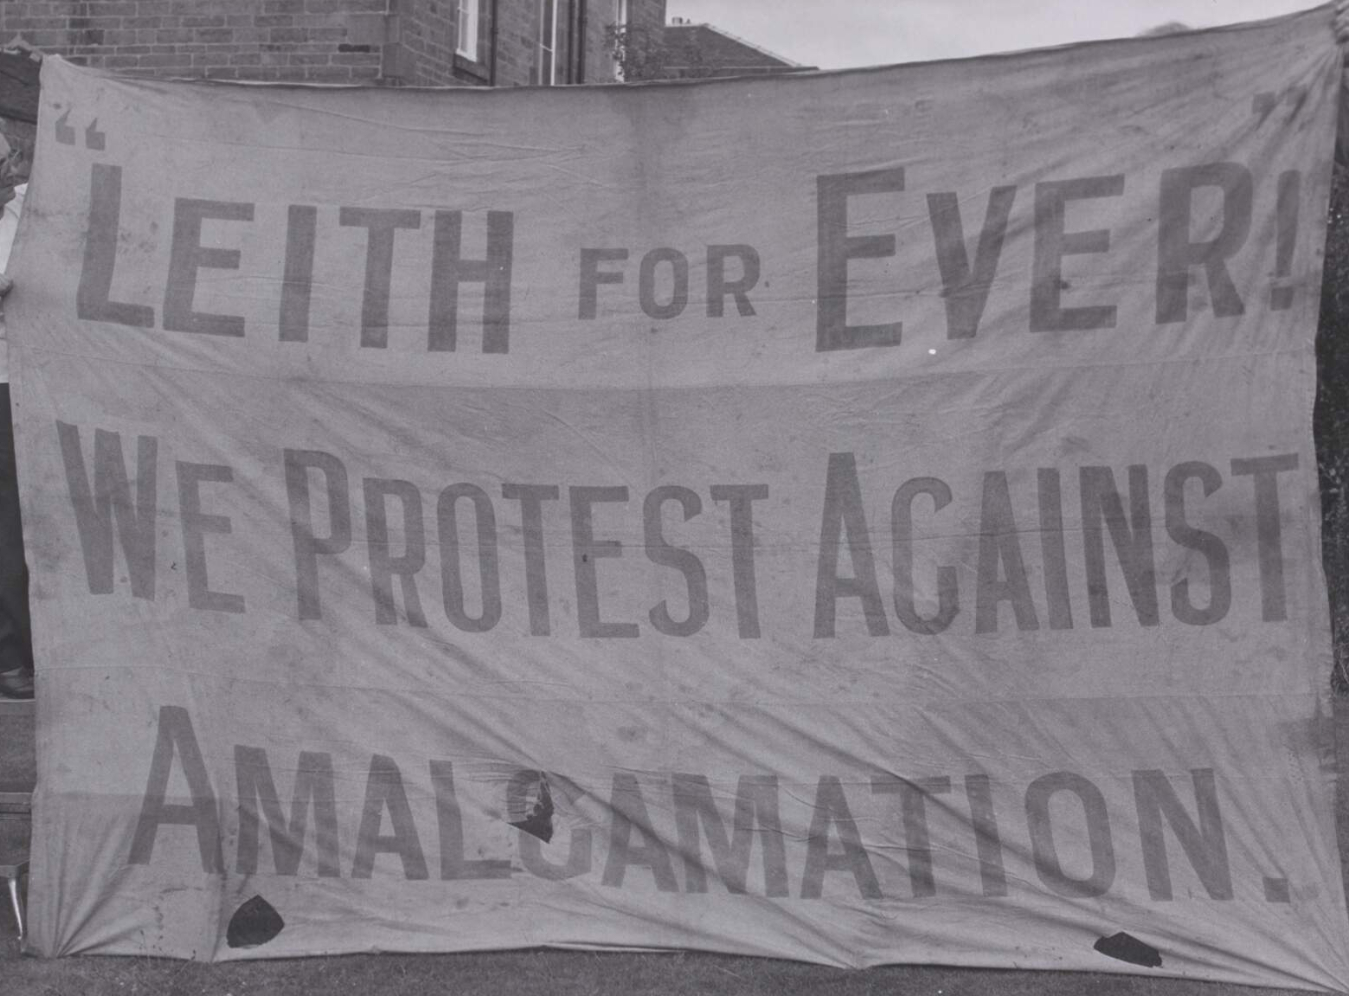 “LEITH FOR EVER!”
WE PROTEST AGAINST
AMALGAMATION.